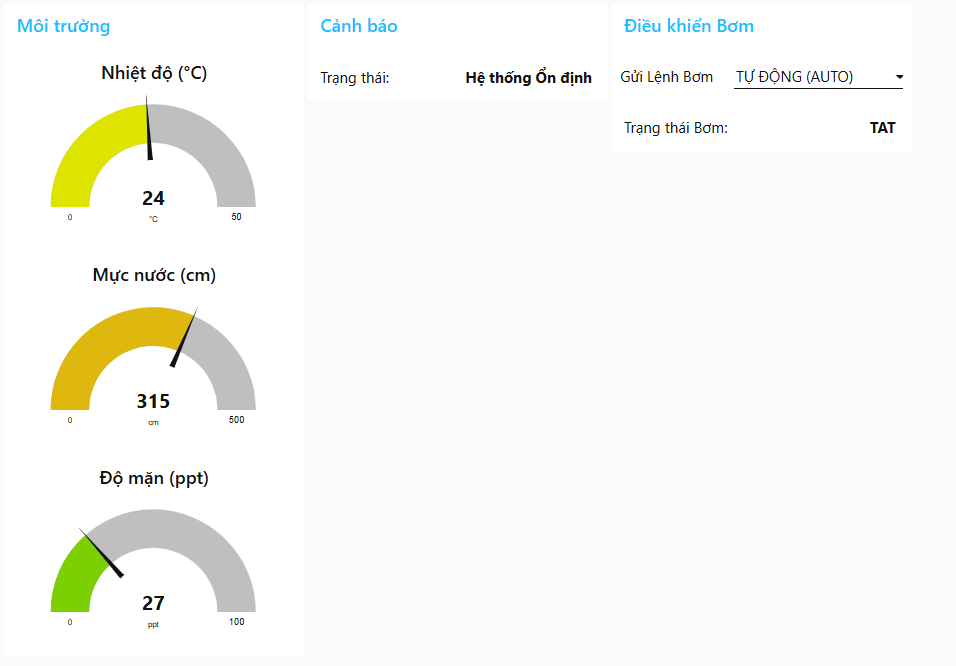 Môi trường
Nhiệt độ (°C)
24
°C
0
50
Mực nước (cm)
315
cm
0
500
Độ mặn (ppt)
27
ppt
0
100
Cảnh báo
Trạng thái: Hệ thống Ổn định
Điều khiển Bơm
Gửi Lệnh Bơm TỰ ĐỘNG (AUTO)
Trạng thái Bơm: TAT